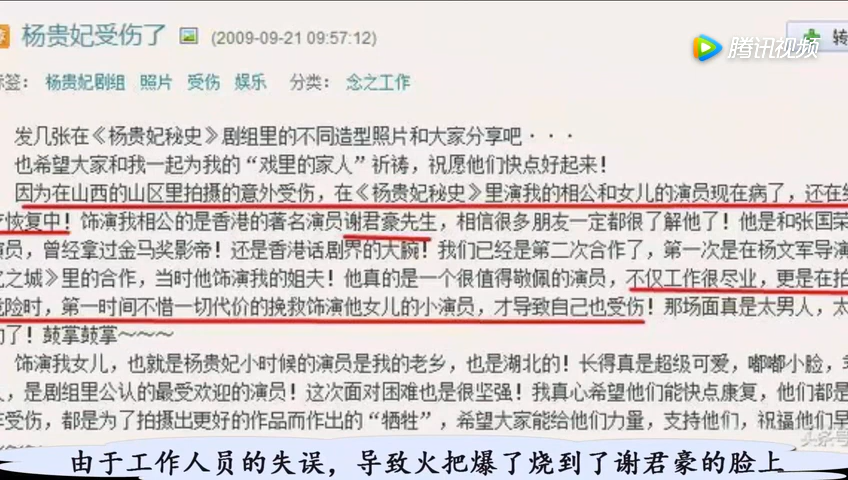 杨贵妃受伤了 (2009-09-21 09:57:12)
转
腾讯视频
标签： 杨贵妃剧组 照片 受伤 娱乐 分类： 念之工作
发几张在《杨贵妃秘史》剧组里的不同造型照片和大家分享吧···
也希望大家和我一起为我的“戏里的家人”祈祷，祝愿他们快点好起来！
因为在山西的山区里拍摄的意外受伤，在《杨贵妃秘史》里演我的相公和女儿的演员现在病了，还在
恢复中！饰演我相公的是香港的著名演员谢君豪先生，相信很多朋友一定都很了解他了！他是和张国荣
演员，曾经拿过金马奖影帝！还是香港话剧界的大腕！我们已经是第二次合作了，第一次是在杨文军导演
之城》里的合作，当时他饰演我的姐夫！他真的是一个很值得敬佩的演员，不仅工作很尽业，更是在拍
危险时，第一时间不惜一切代价的挽救饰演他女儿的小演员，才导致自己也受伤！那场面真是太男人，太
了！鼓掌鼓掌～～～
饰演我女儿，也就是杨贵妃小时候的演员是我的老乡，也是湖北的！长得真是超级可爱，嘟嘟小脸，
人，是剧组里公认的最受欢迎的演员！这次面对困难也是很坚强！我真心希望他们能快点康复，他们都是
受伤，都是为了拍摄出更好的作品而作出的“牺牲”，希望大家能给他们力量，支持他们，祝福他们早
由于工作人员的失误，导致火把爆了烧到了谢君豪的脸上